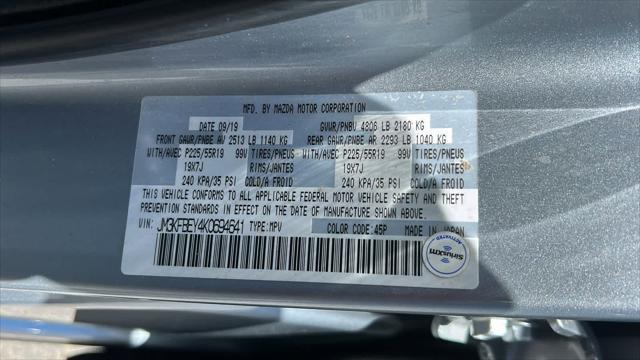 MFD. BY MAZDA MOTOR CORPORATION
DATE 09/19 GVWR/PNBV 4806 LB 2180 KG
FRONT GAWR/PNBE AV 2513 LB 1140 KG REAR GAWR/PNBE AR 2293 LB 1040 KG
WITH/AVEC P225/55R19 99V TIRES/PNEUS WITH/AVEC P225/55R19 99V TIRES/PNEUS
19X7J RIMS/JANTES 19X7J RIMS/JANTES
240 KPA/35 PSI COLD/A FROID 240 KPA/35 PSI COLD/A FROID
THIS VEHICLE CONFORMS TO ALL APPLICABLE FEDERAL MOTOR VEHICLE SAFETY AND THEFT
PREVENTION STANDARDS IN EFFECT ON THE DATE OF MANUFACTURE SHOWN ABOVE.
VIN: JM3KFBEY4K0694641 TYPE:MPV COLOR CODE:45P MADE IN JAPAN
ACTIVATED
SiriusXM